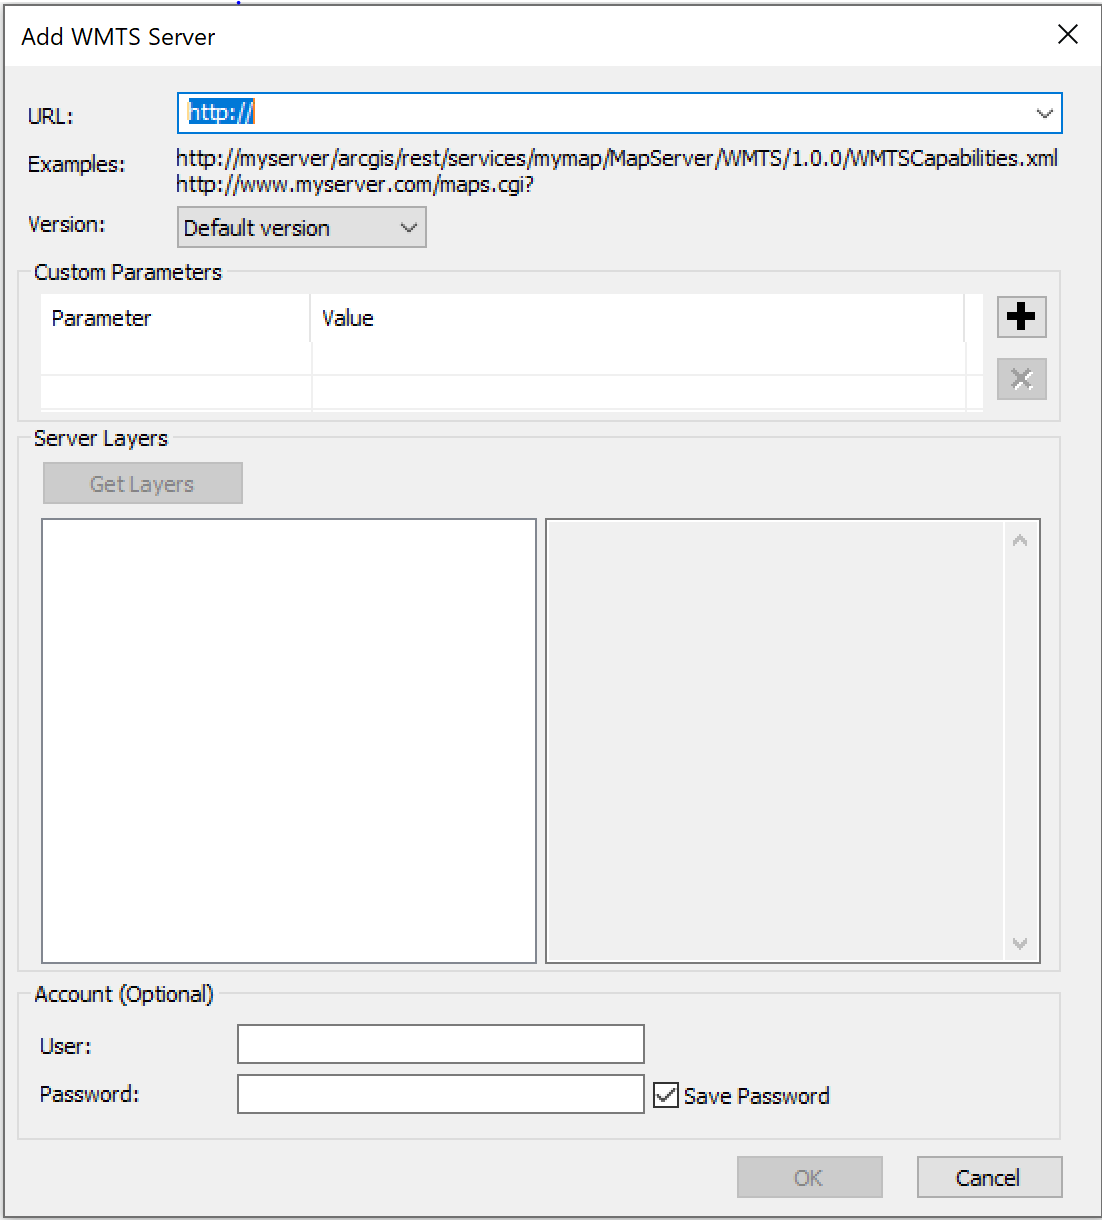 Add WMTS Server
URL:
http://
Examples:
http://myserver/arcgis/rest/services/mymap/MapServer/WMTS/1.0.0/WMTSCapabilities.xml
http://www.myserver.com/maps.cgi?
Version:
Default version
Custom Parameters
Parameter
Value
Server Layers
Get Layers
Account (Optional)
User:
Password:
Save Password
OK
Cancel